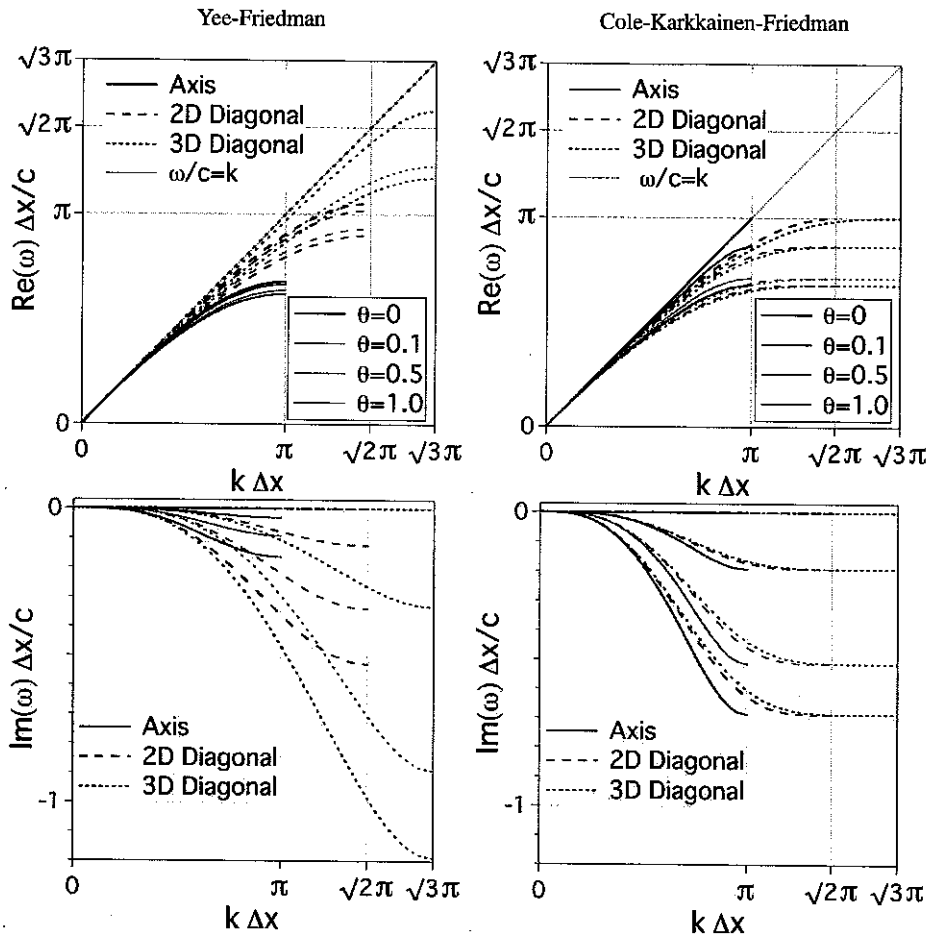 Yee-Friedman
√3π
√2π
π
0
Re(ω) Δx/c
Axis
2D Diagonal
3D Diagonal
ω/c=k
θ=0
θ=0.1
θ=0.5
θ=1.0
0
π
√2π
√3π
k Δx
Cole-Karkkainen-Friedman
√3π
√2π
π
0
Re(ω) Δx/c
Axis
2D Diagonal
3D Diagonal
ω/c=k
θ=0
θ=0.1
θ=0.5
θ=1.0
0
π
√2π
√3π
k Δx
0
-1
Im(ω) Δx/c
Axis
2D Diagonal
3D Diagonal
0
π
√2π
√3π
k Δx
0
-1
Im(ω) Δx/c
Axis
2D Diagonal
3D Diagonal
0
π
√2π
√3π
k Δx